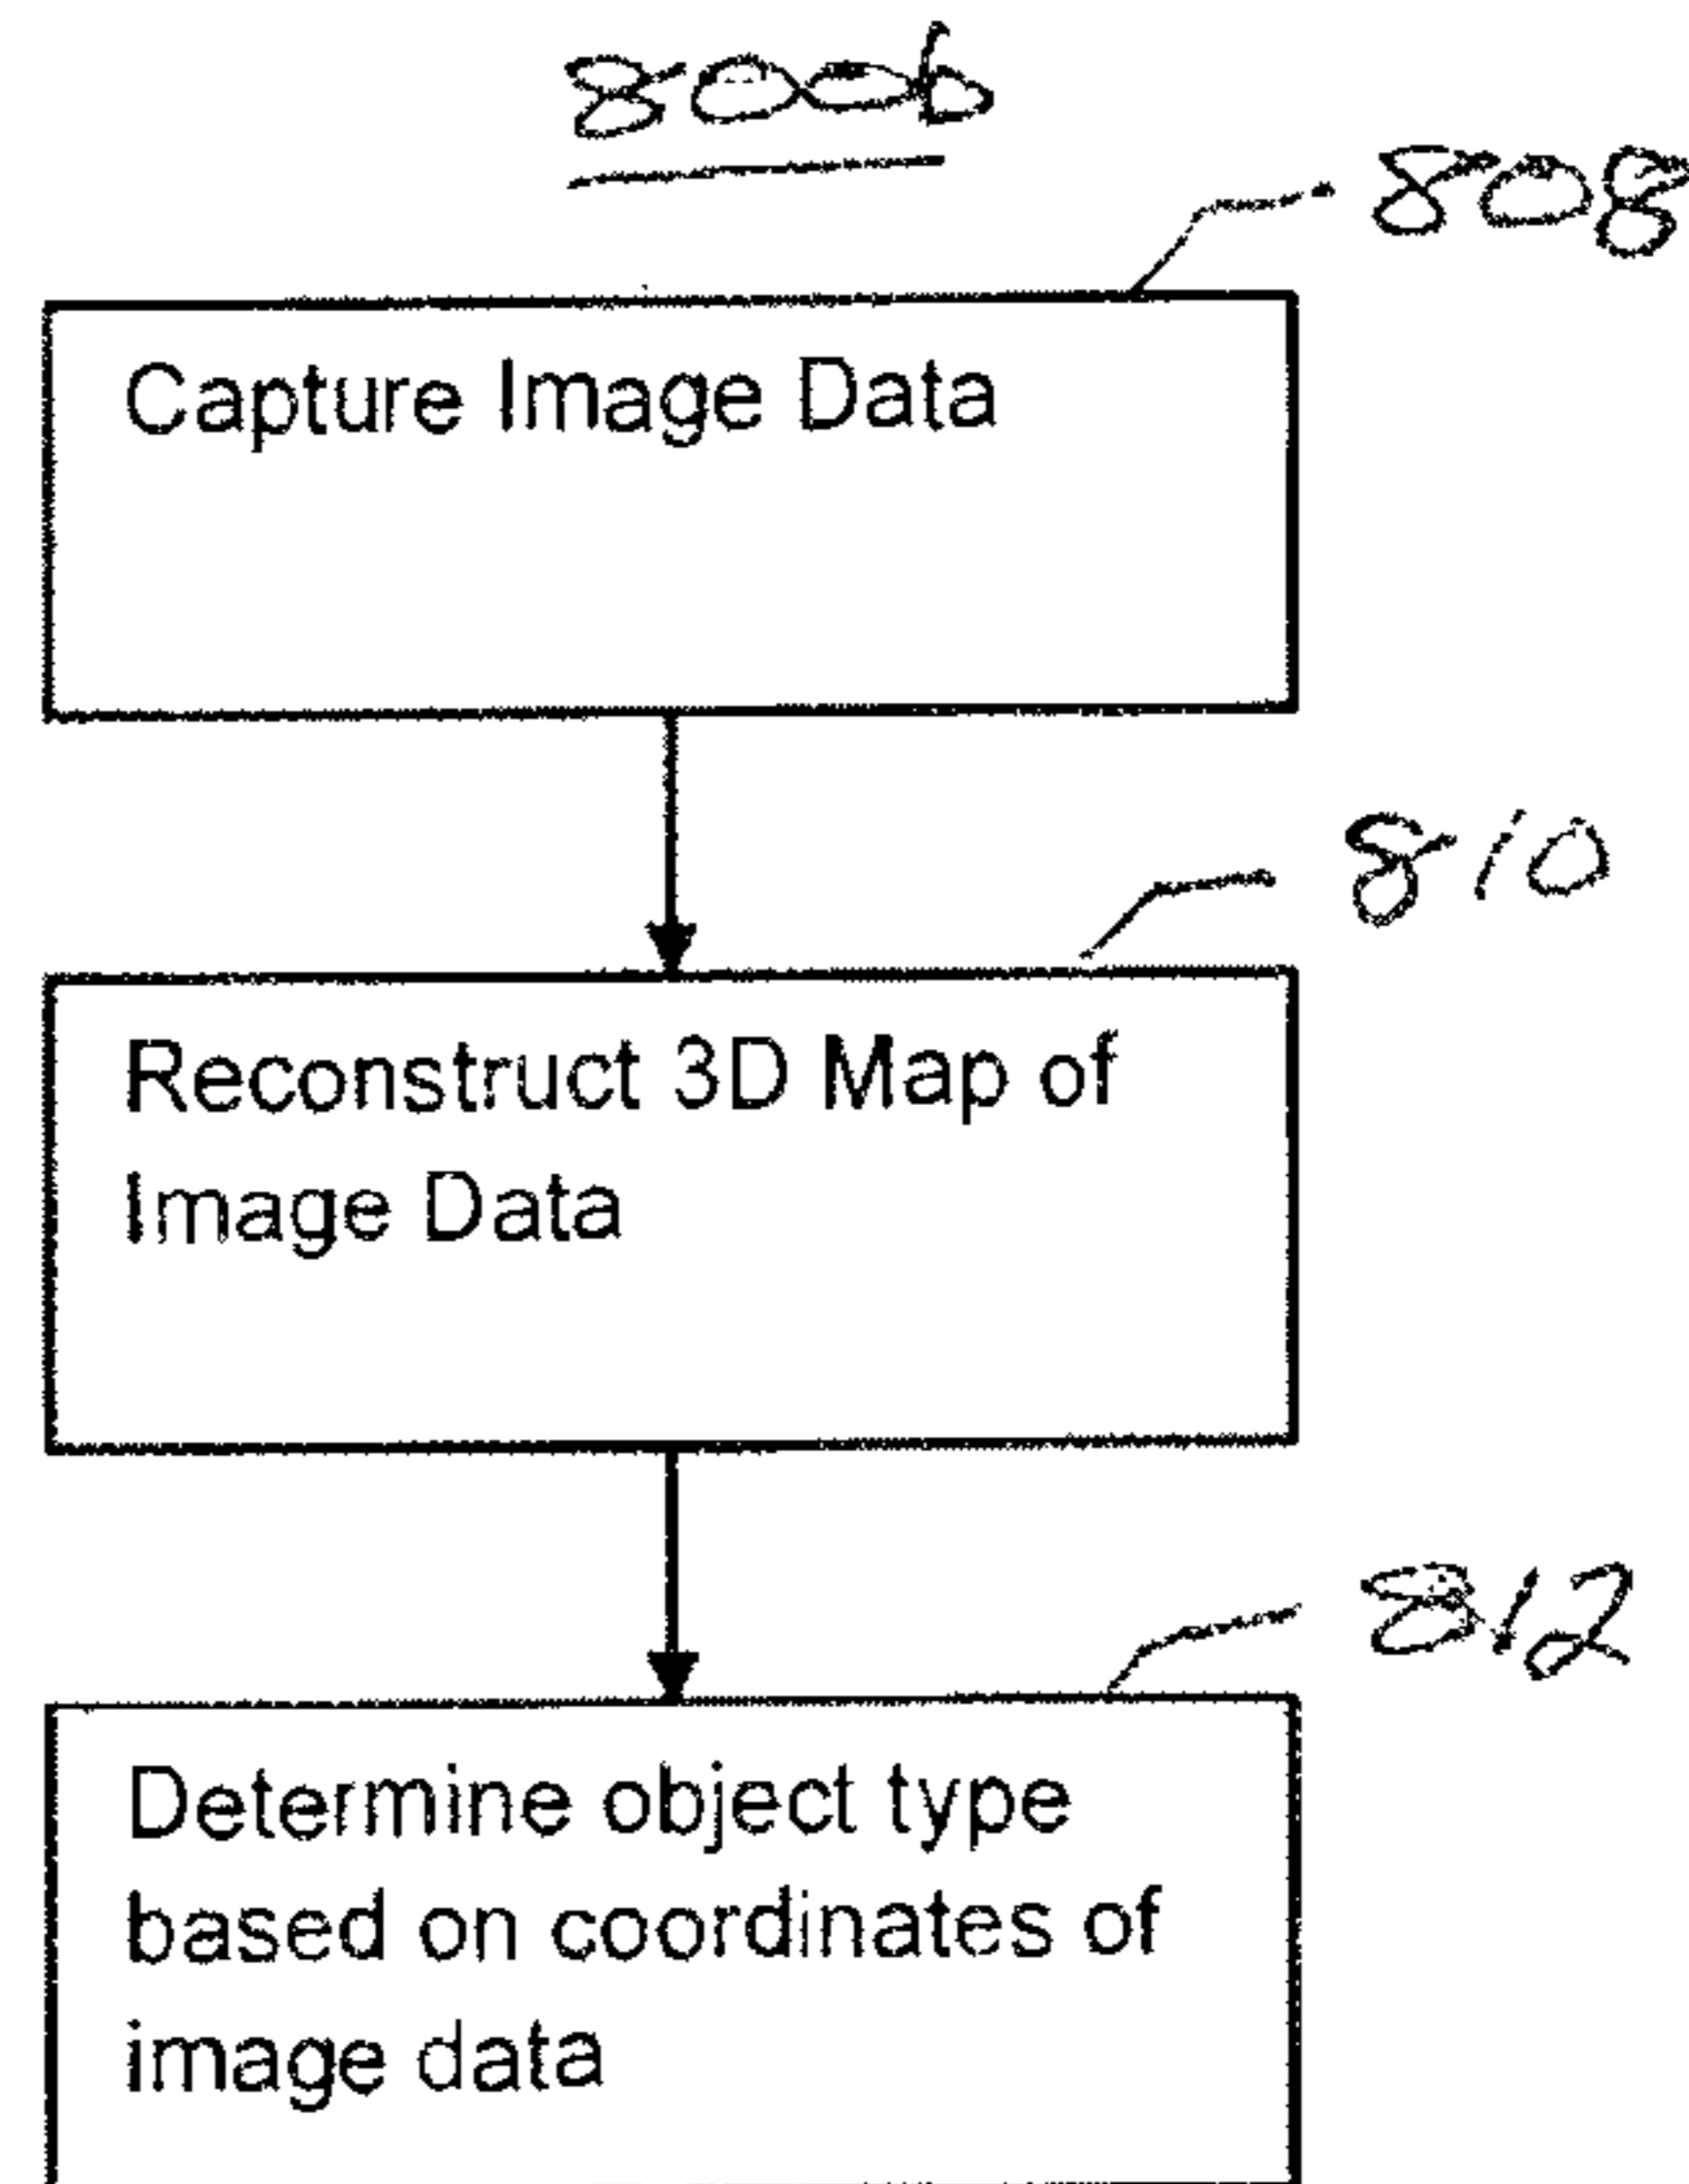 800b
808
Capture Image Data
810
Reconstruct 3D Map of
Image Data
812
Determine object type
based on coordinates of
image data